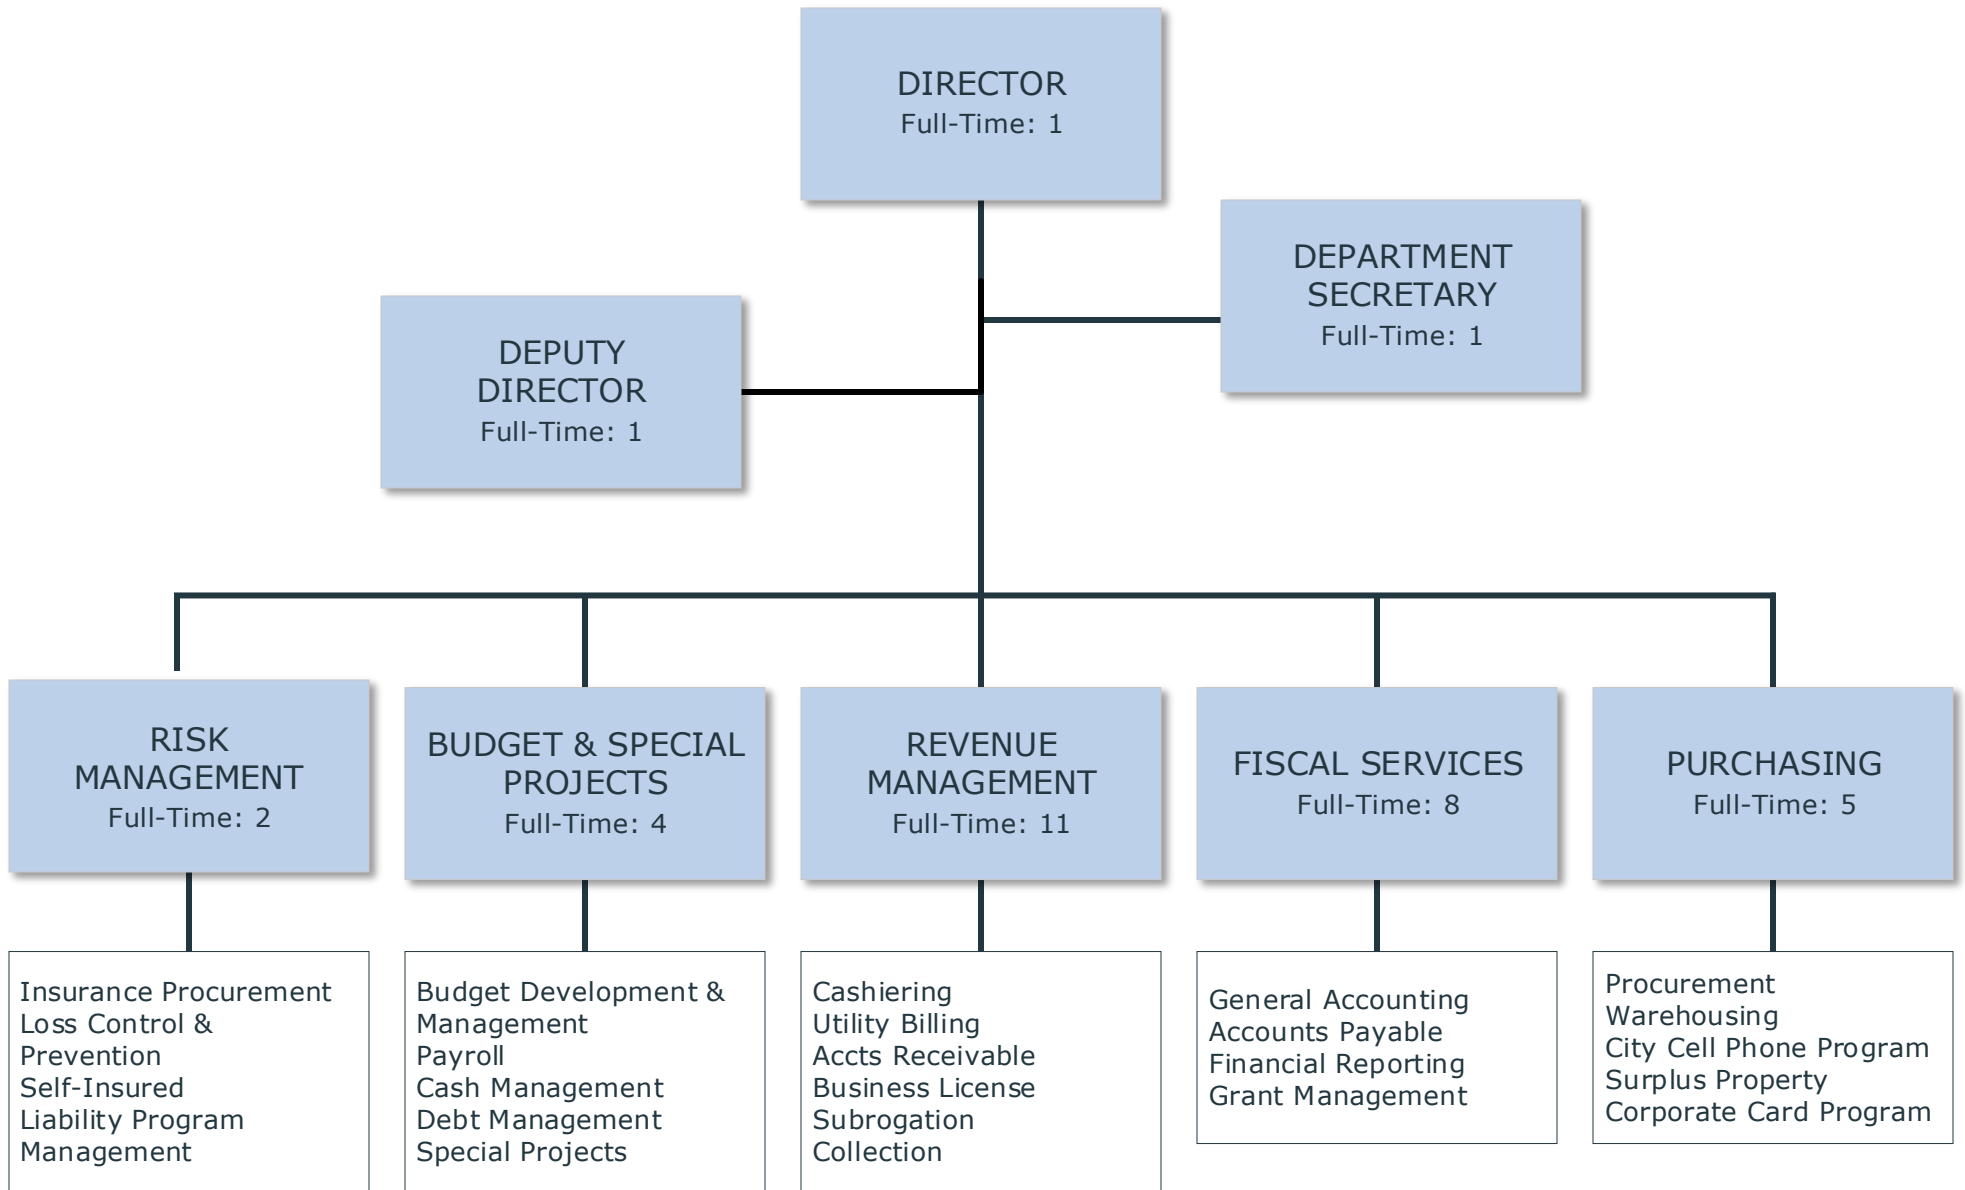 DIRECTOR
Full-Time: 1
DEPARTMENT
SECRETARY
Full-Time: 1
DEPUTY
DIRECTOR
Full-Time: 1
RISK
MANAGEMENT
Full-Time: 2
BUDGET & SPECIAL
PROJECTS
Full-Time: 4
REVENUE
MANAGEMENT
Full-Time: 11
FISCAL SERVICES
Full-Time: 8
PURCHASING
Full-Time: 5
Insurance Procurement
Loss Control &
Prevention
Self-Insured
Liability Program
Management
Budget Development &
Management
Payroll
Cash Management
Debt Management
Special Projects
Cashiering
Utility Billing
Accts Receivable
Business License
Subrogation
Collection
General Accounting
Accounts Payable
Financial Reporting
Grant Management
Procurement
Warehousing
City Cell Phone Program
Surplus Property
Corporate Card Program